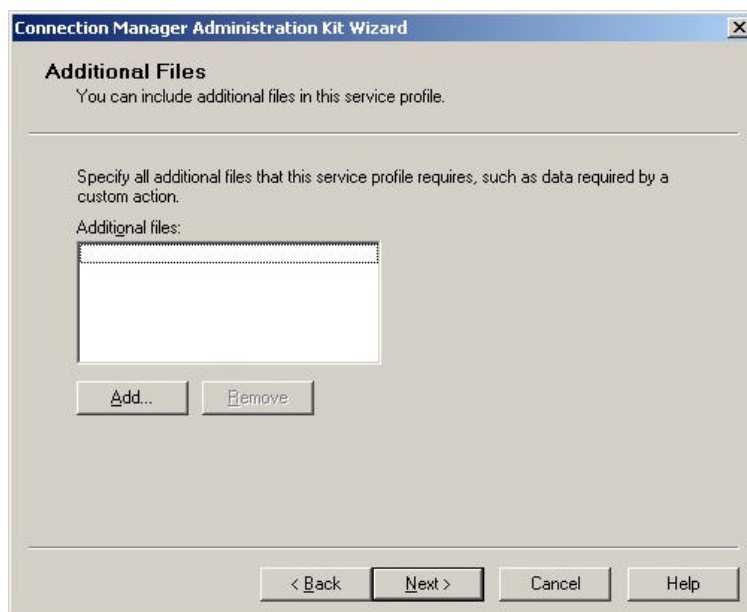 Connection Manager Administration Kit Wizard
Additional Files
You can include additional files in this service profile.
Specify all additional files that this service profile requires, such as data required by a
custom action.
Additional files:
Add...
Remove
< Back
Next >
Cancel
Help